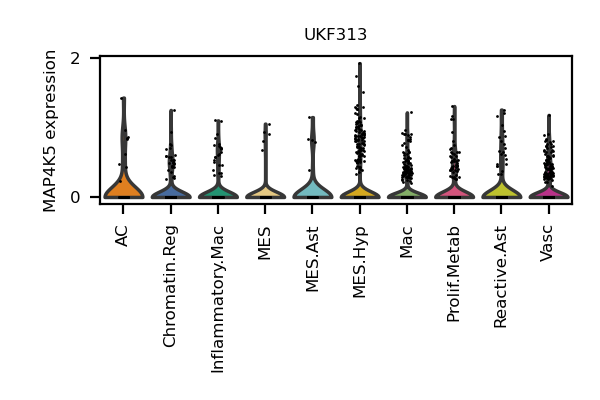 UKF313
MAP4K5 expression
2
0
AC
Chromatin.Reg
Inflammatory.Mac
MES
MES.Ast
MES.Hyp
Mac
Prolif.Metab
Reactive.Ast
Vasc